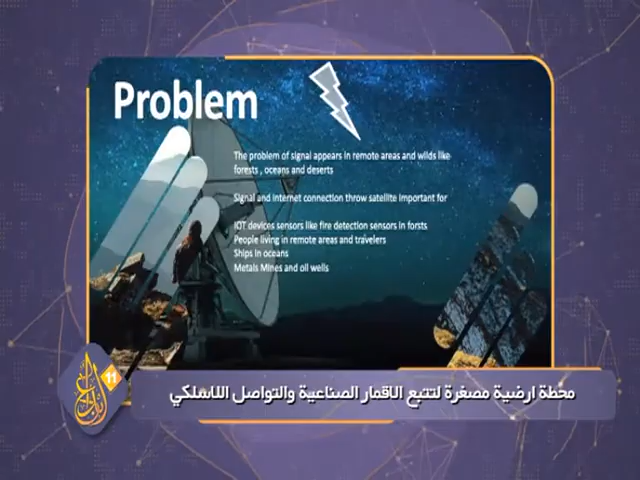 Problem
The problem of signal appears in remote areas and wilds like
forests , oceans and deserts
Signal and internet connection throw satellite important for
IOT devices sensors like fire detection sensors in forsts
People living in remote areas and travelers
Ships in oceans
Metals Mines and oil wells
11
محطة ارضية مصغرة لتتبع الاقمار الصناعية والتواصل اللاسلكي